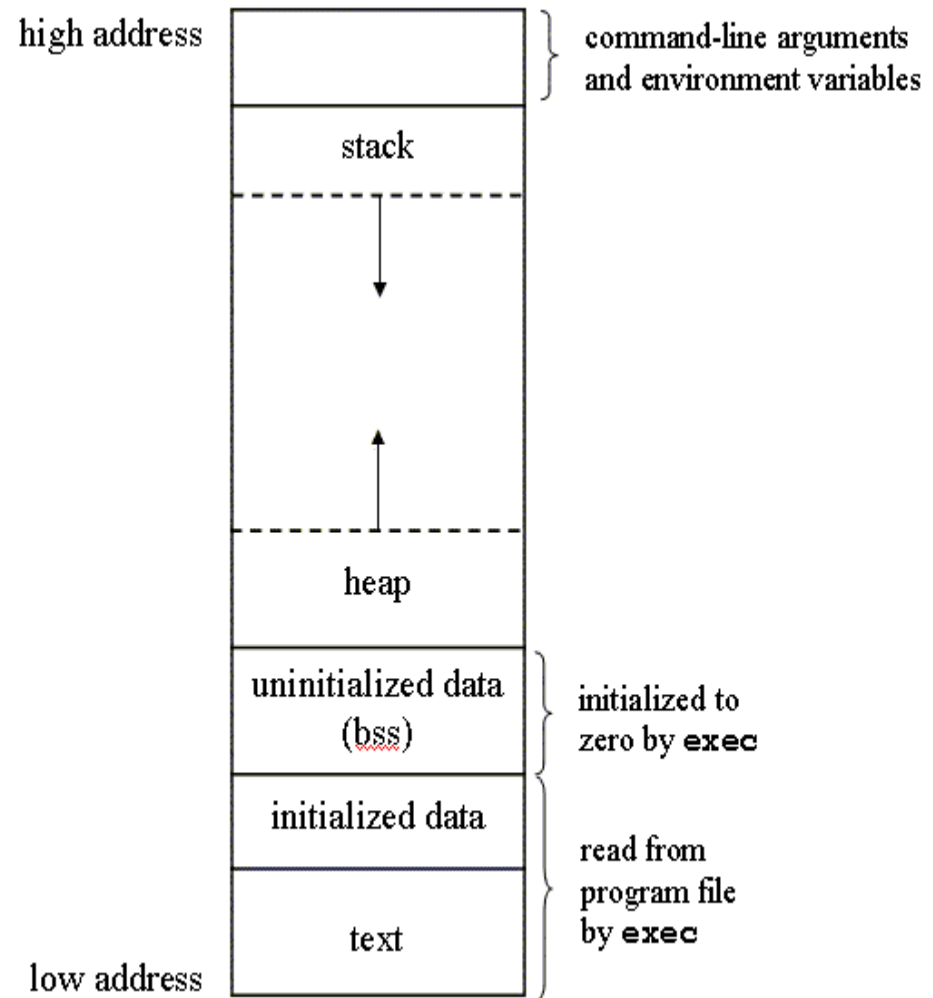 high address
command-line arguments
and environment variables
stack
heap
uninitialized data
(bss)
initialized to
zero by exec
initialized data
read from
program file
by exec
text
low address